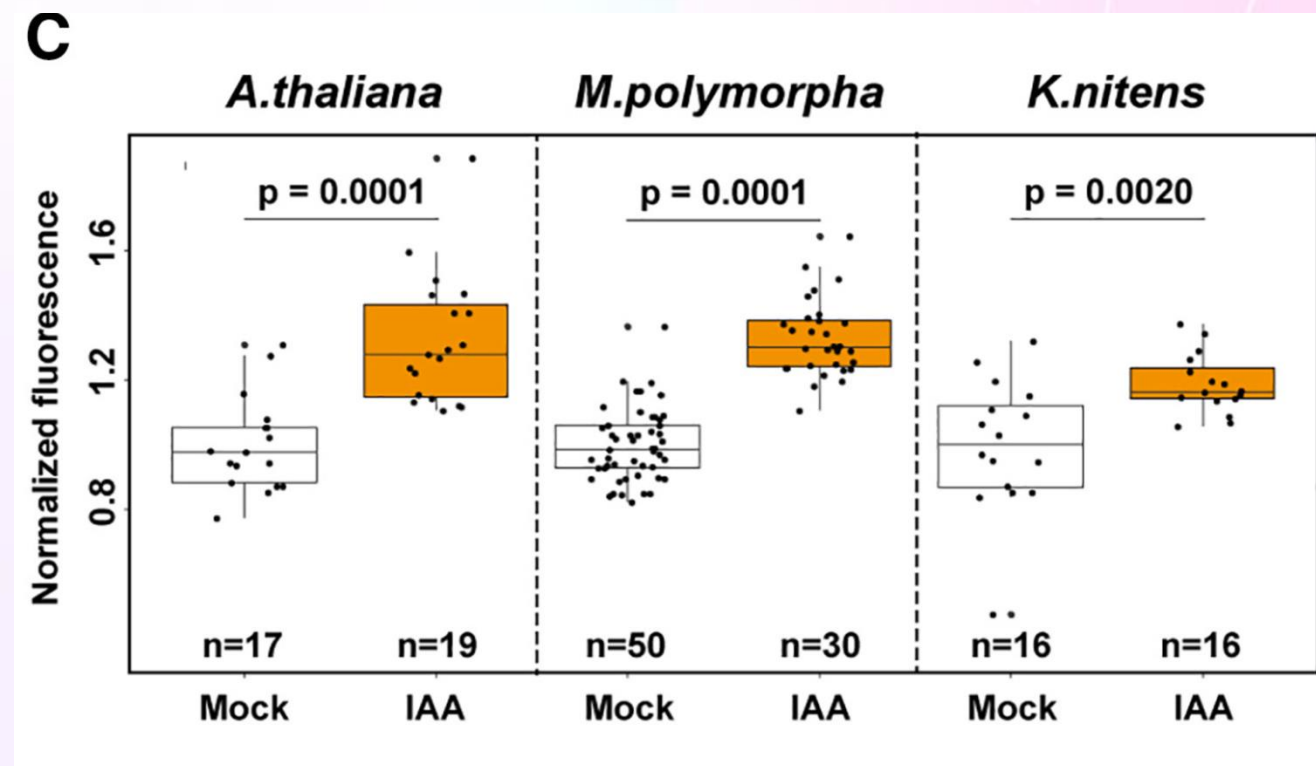 C
A.thaliana M.polymorpha K.nitens
p = 0.0001 p = 0.0001 p = 0.0020
Normalized fluorescence
1.6
1.2
0.8
n=17 n=19 n=50 n=30 n=16 n=16
Mock IAA Mock IAA Mock IAA